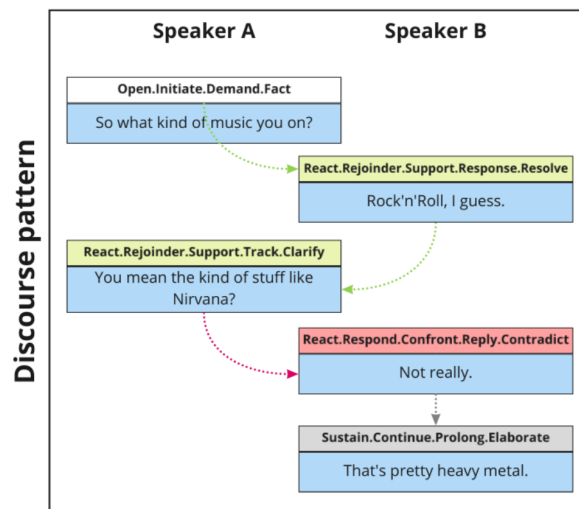 Speaker A
Speaker B
Discourse pattern
Open.Initiate.Demand.Fact
So what kind of music you on?
React.Rejoinder.Support.Response.Resolve
Rock'n'Roll, I guess.
React.Rejoinder.Support.Track.Clarify
You mean the kind of stuff like
Nirvana?
React.Respond.Confront.Reply.Contradict
Not really.
Sustain.Continue.Prolong.Elaborate
That's pretty heavy metal.